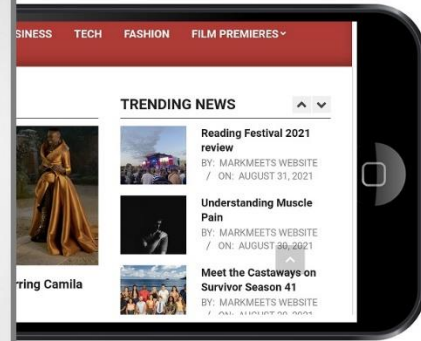 SINESS TECH FASHION FILM PREMIERES
TRENDING NEWS
Reading Festival 2021
review
BY: MARKMEETS WEBSITE
/ ON: AUGUST 31, 2021
Understanding Muscle
Pain
BY: MARKMEETS WEBSITE
/ ON: AUGUST 30, 2021
Meet the Castaways on
Survivor Season 41
BY: MARKMEETS WEBSITE
rring Camila